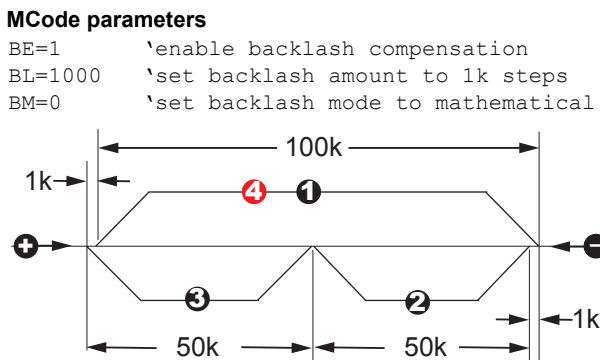 MCode parameters
BE=1 ‘enable backlash compensation
BL=1000 ‘set backlash amount to 1k steps
BM=0 ‘set backlash mode to mathematical
100k
1k
4 1
+ -
3 2
1k
50k 50k